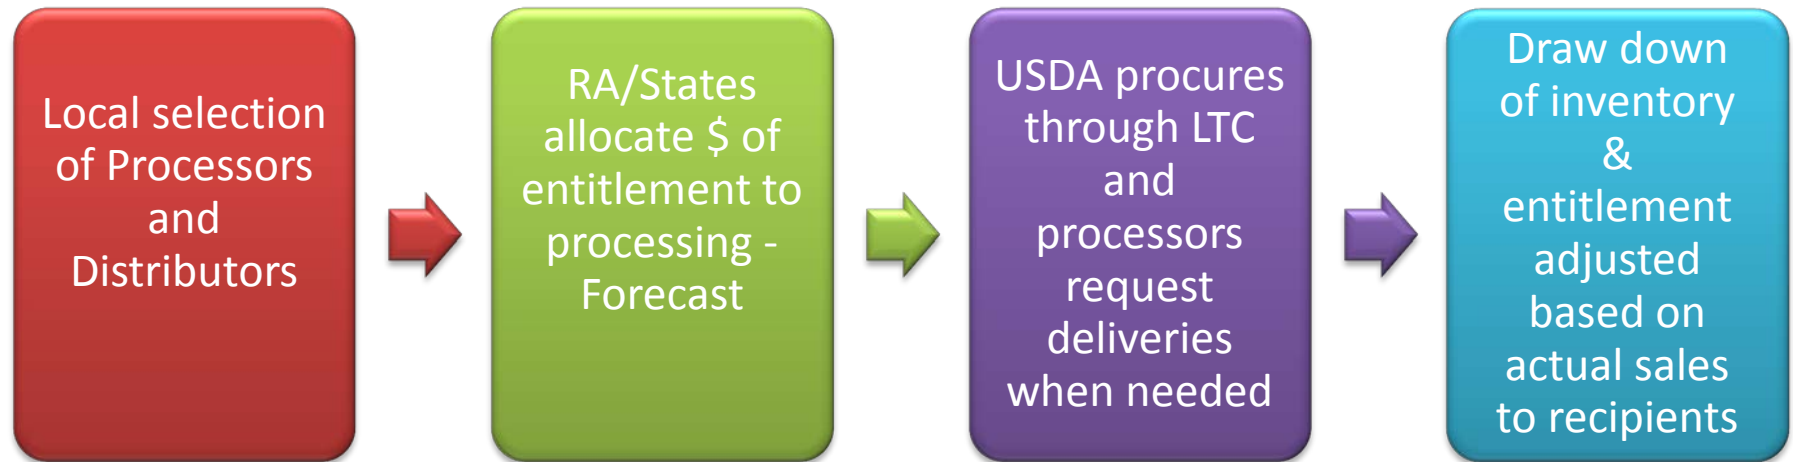 Local selection
of Processors
and
Distributors
RA/States
allocate $ of
entitlement to
processing -
Forecast
USDA procures
through LTC
and
processors
request
deliveries
when needed
Draw down
of inventory
&
entitlement
adjusted
based on
actual sales
to recipients